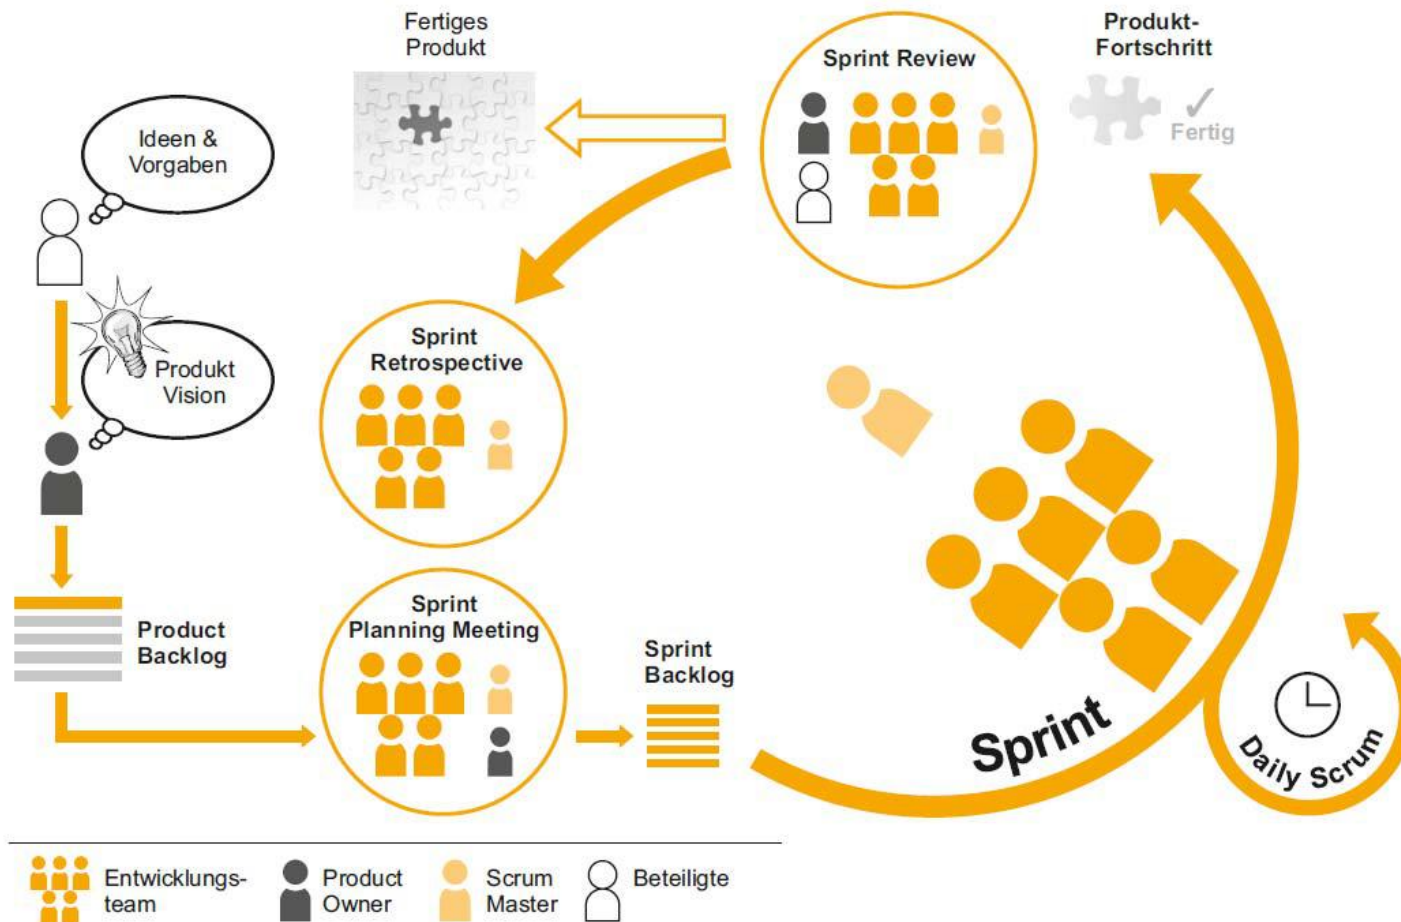 Fertiges
Produkt
Sprint Review
Produkt-
Fortschritt
Fertig
Ideen &
Vorgaben
Produkt
Vision
Sprint
Retrospective
Product
Backlog
Sprint
Planning Meeting
Sprint
Backlog
Sprint
Daily Scrum
Entwicklungs-
team
Product
Owner
Scrum
Master
Beteiligte